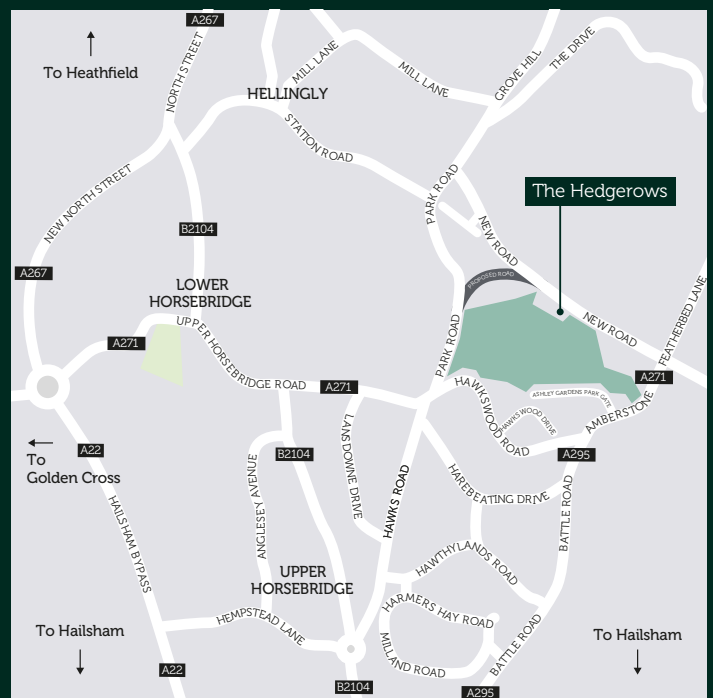 A267
To Heathfield
NORTH STREET
MILL LANE
HELLINGLY
MILL LANE
GROVE HILL
THE DRIVE
STATION ROAD
NEW NORTH STREET
PARK ROAD
The Hedgerows
B2104
NEW ROAD
A267
LOWER
HORSEBRIDGE
PROPOSED ROAD
FEATHERBED LANE
UPPER HORSEBRIDGE ROAD
A271
PARK ROAD
NEW ROAD
A271
A271
HAWKSWOOD ROAD
ASHLEY GARDENS PARK GATE
HAWKS WOOD DRIVE
AMBERSTONE
To
Golden Cross
A22
LANSDOWNE DRIVE
B2104
A295
ANGLESEY AVENUE
HAWKS ROAD
HAREBEATING DRIVE
BATTLE ROAD
HAILSHAM BYPASS
UPPER
HORSEBRIDGE
HAWTHYLANDS ROAD
HEMPSTEAD LANE
HARMERS HAY ROAD
To Hailsham
MILLAND ROAD
BATTLE ROAD
To Hailsham
A22
B2104
A295